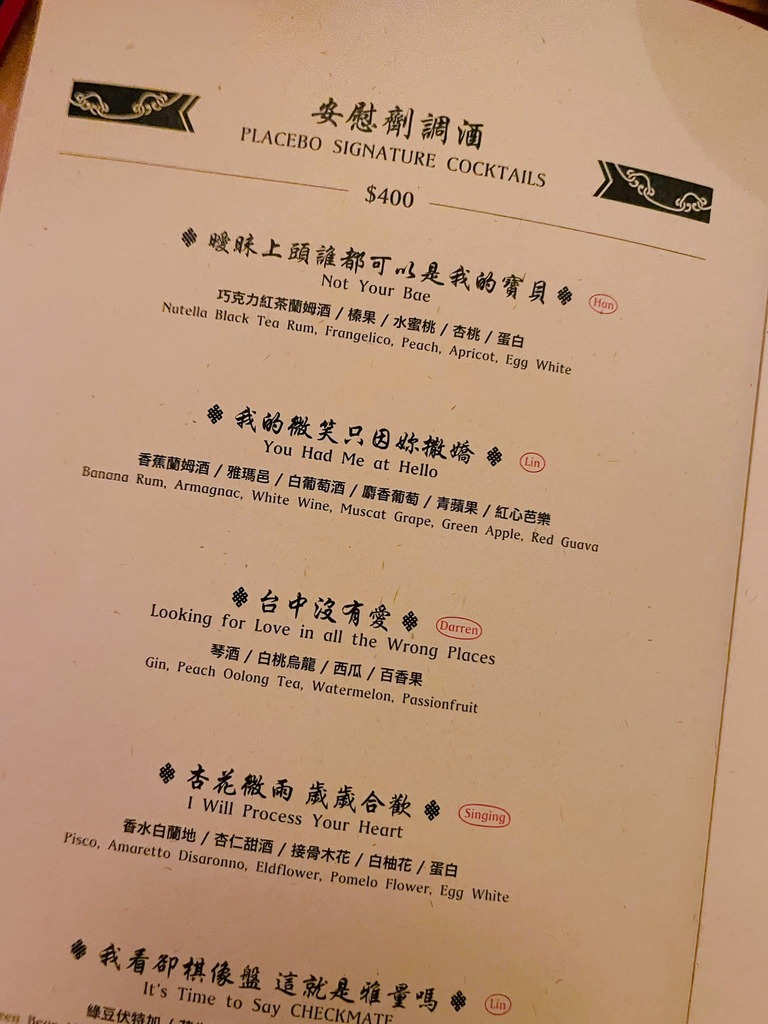 安慰劑調酒
PLACEBO SIGNATURE COCKTAILS
$400
曖昧上頭誰都可以是我的寶貝 Han
Not Your Bae
巧克力紅茶蘭姆酒 / 榛果 / 水蜜桃 / 杏桃 / 蛋白
Nutella Black Tea Rum, Frangelico, Peach, Apricot, Egg White
我的微笑只因妳撒嬌 Lin
You Had Me at Hello
香蕉蘭姆酒 / 雅瑪邑 / 白葡萄酒 / 麝香葡萄 / 青蘋果 / 紅心芭樂
Banana Rum, Armagnac, White Wine, Muscat Grape, Green Apple, Red Guava
台中沒有愛 Darren
Looking for Love in all the Wrong Places
琴酒 / 白桃烏龍 / 西瓜 / 百香果
Gin, Peach Oolong Tea, Watermelon, Passionfruit
杏花微雨 歲歲合歡 Singing
I Will Process Your Heart
香水白蘭地 / 杏仁甜酒 / 接骨木花 / 白柚花 / 蛋白
Pisco, Amaretto Disaronno, Eldflower, Pomelo Flower, Egg White
我看卻棋像盤 這就是雅量嗎 Lin
It's Time to Say CHECKMATE
綠豆伏特加 /